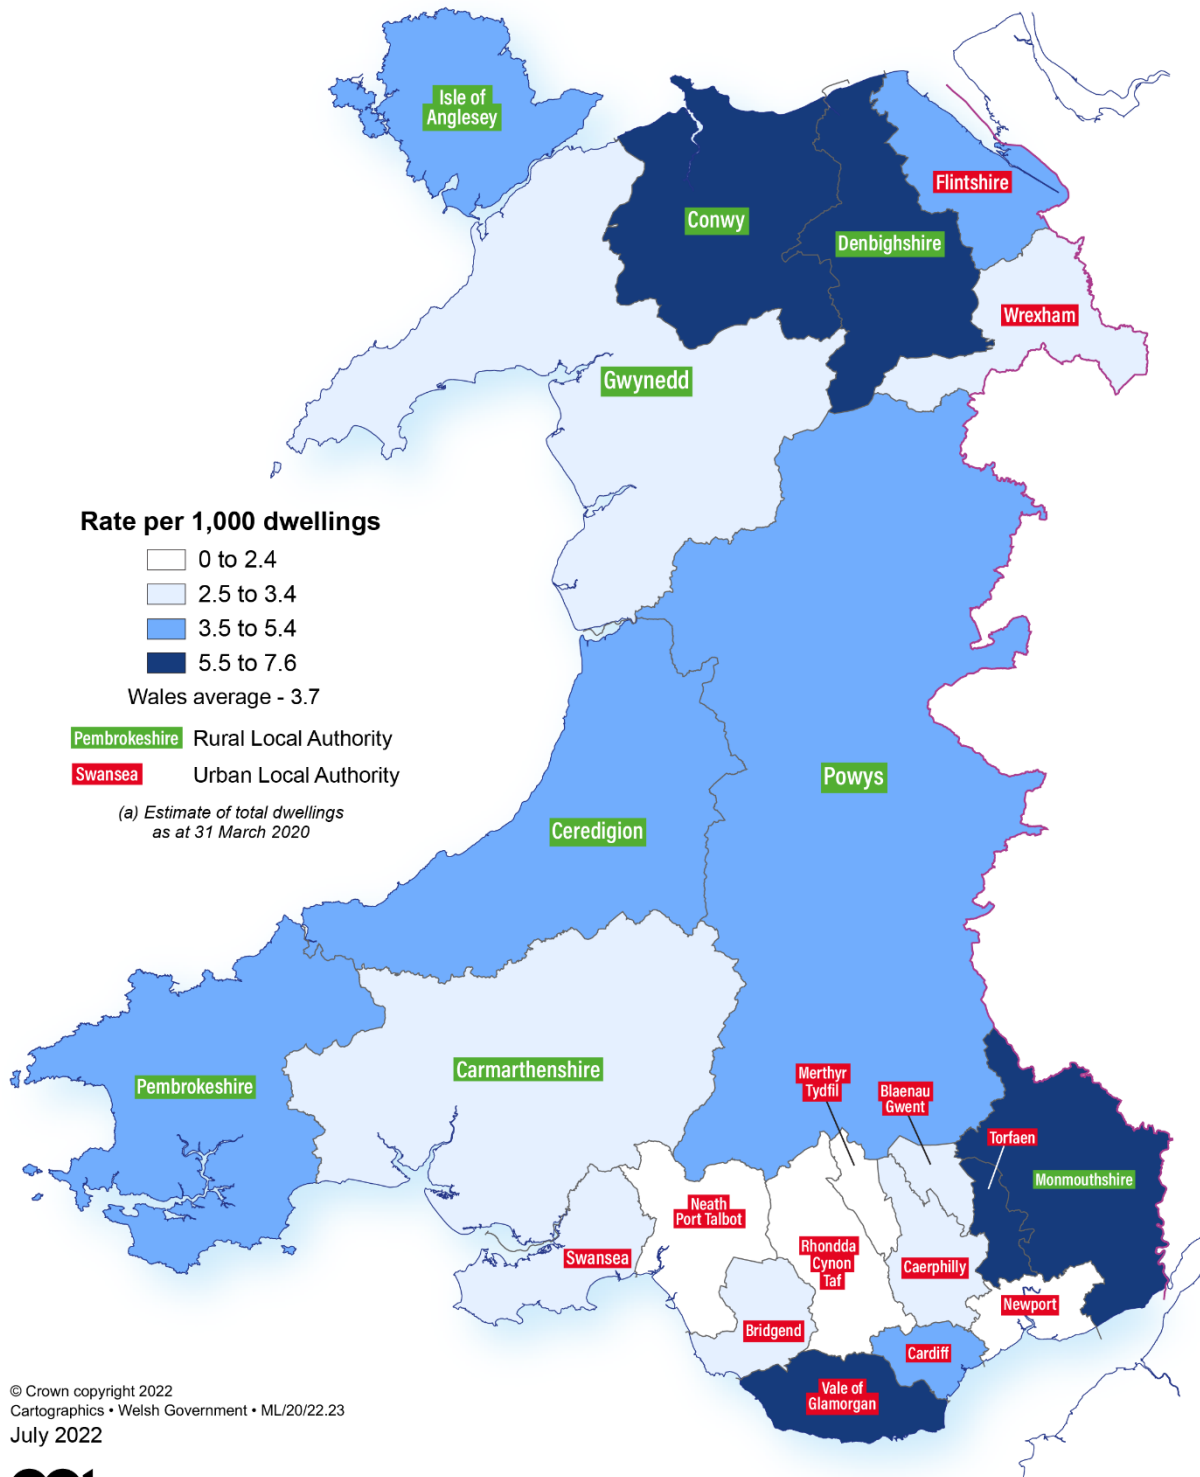 Isle of
Anglesey
Flintshire
Conwy
Denbighshire
Wrexham
Gwynedd
Rate per 1,000 dwellings
0 to 2.4
2.5 to 3.4
3.5 to 5.4
5.5 to 7.6
Wales average - 3.7
Pembrokeshire Rural Local Authority
Swansea Urban Local Authority
(a) Estimate of total dwellings
as at 31 March 2020
Powys
Ceredigion
Carmarthenshire
Pembrokeshire
Merthyr
Tydfil
Blaenau
Gwent
Torfaen
Monmouthshire
Neath
Port Talbot
Rhondda
Cynon
Taf
Swansea
Caerphilly
Newport
Bridgend
Cardiff
Vale of
Glamorgan
© Crown copyright 2022
Cartographics • Welsh Government • ML/20/22.23
July 2022